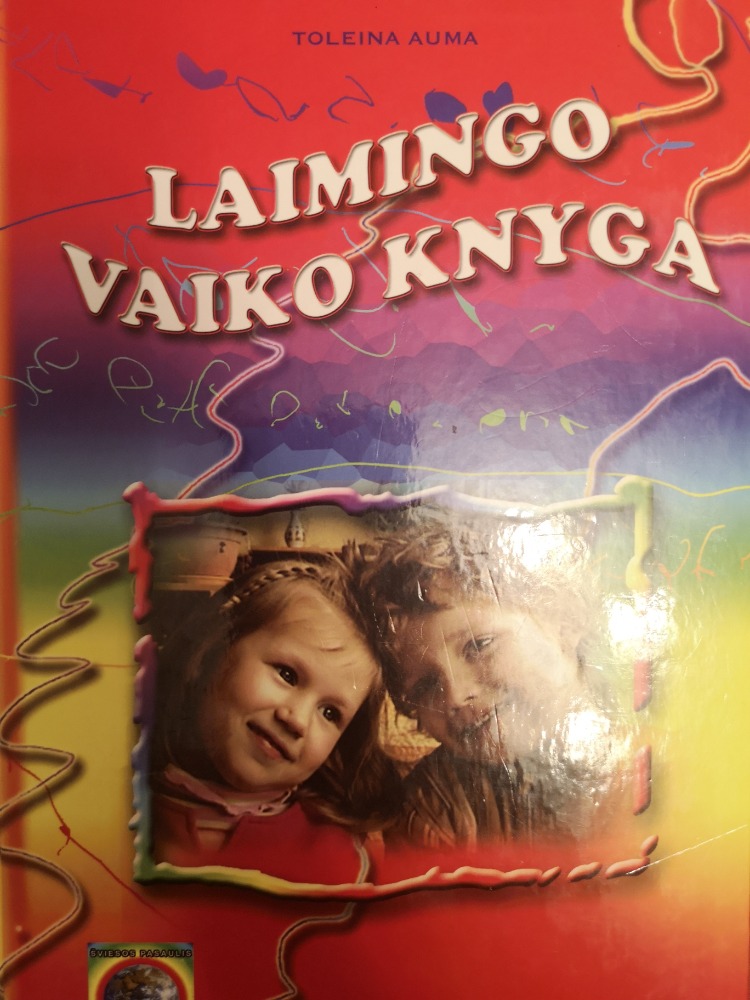 TOLEINA AUMA
LAIMINGO
VAIKO KNYGA
ŠVIESOS PASAULIS